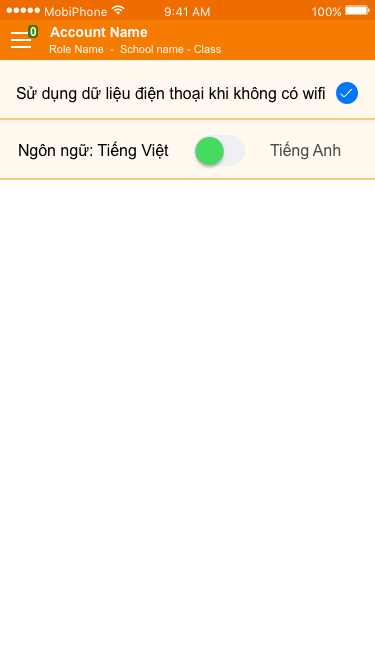 MobiPhone 9:41 AM 100%
0 Account Name
Role Name - School name - Class
Sử dụng dữ liệu điện thoại khi không có wifi
Ngôn ngữ: Tiếng Việt Tiếng Anh